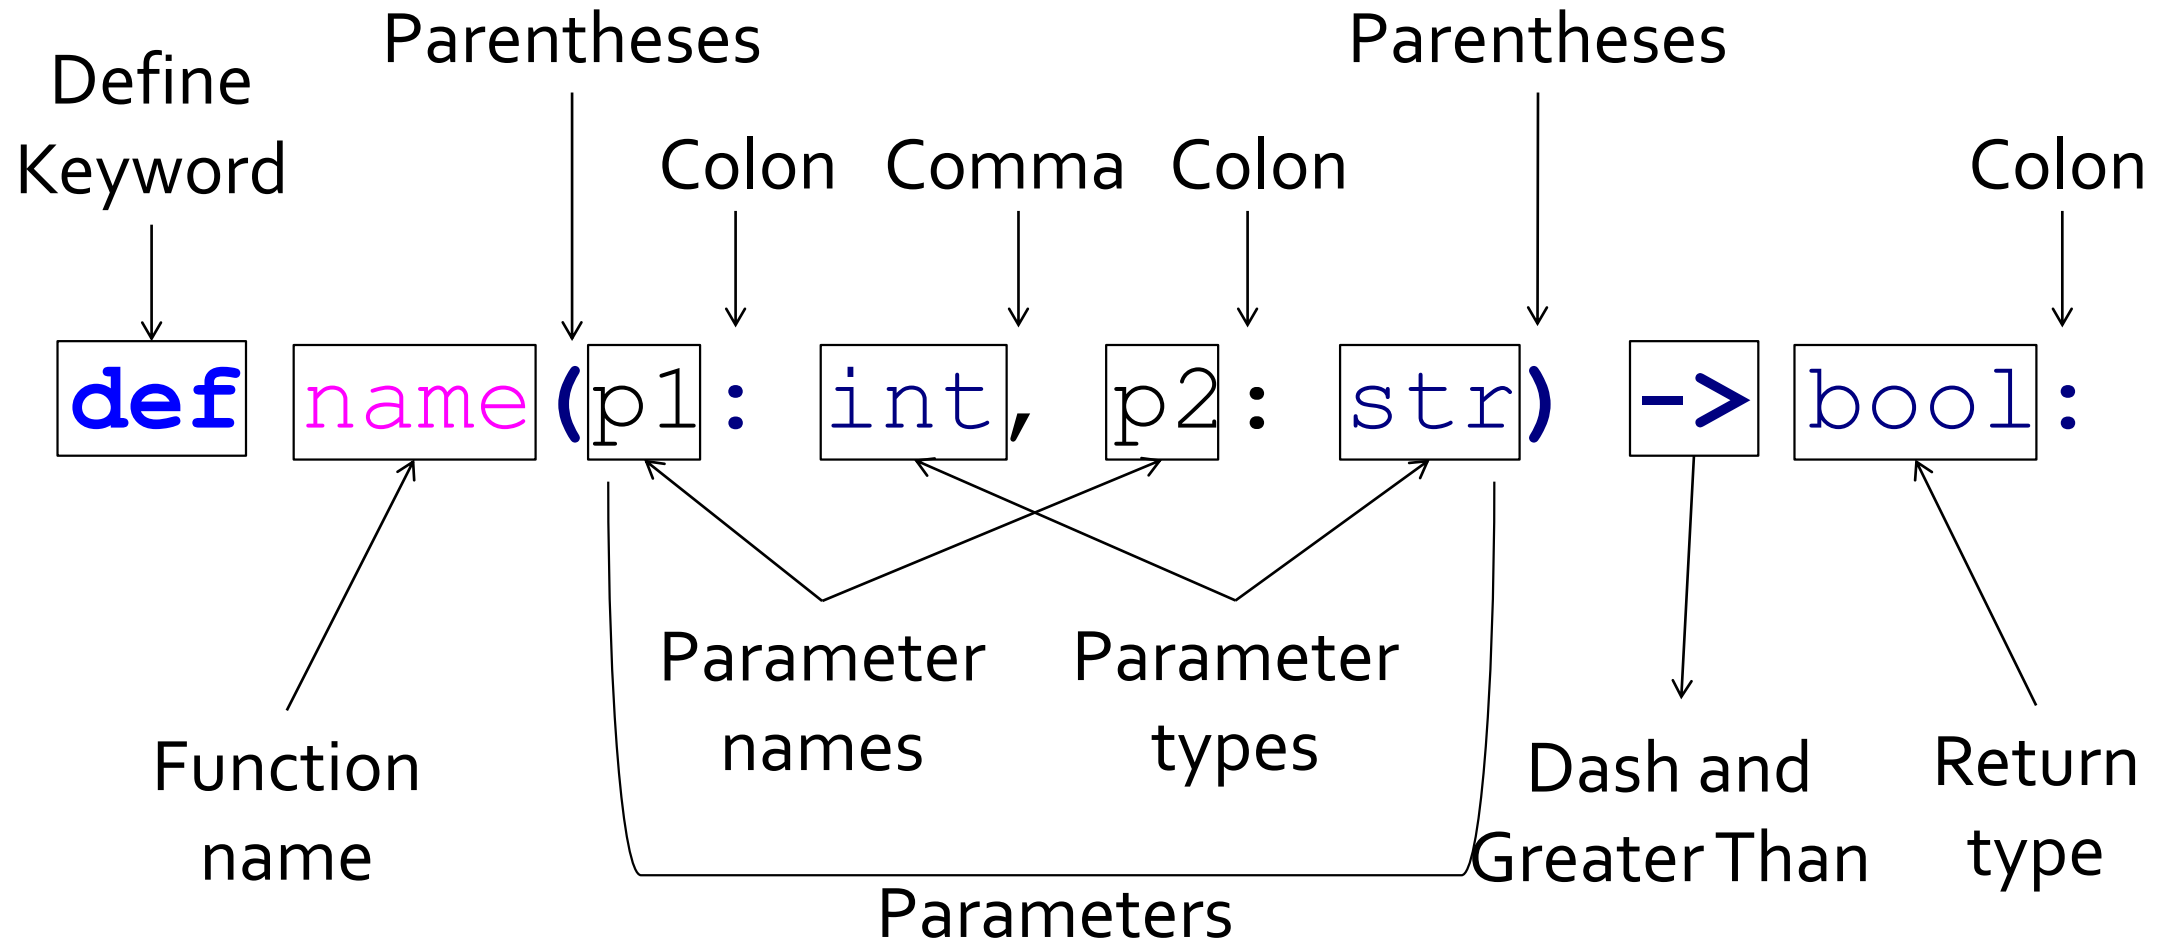 Parentheses
Parentheses
Define
Keyword
Colon
Comma
Colon
Colon
def name(p1: int, p2: str) -> bool:
Parameter
names
Parameter
types
Function
name
Dash and
Greater Than
Return
type
Parameters